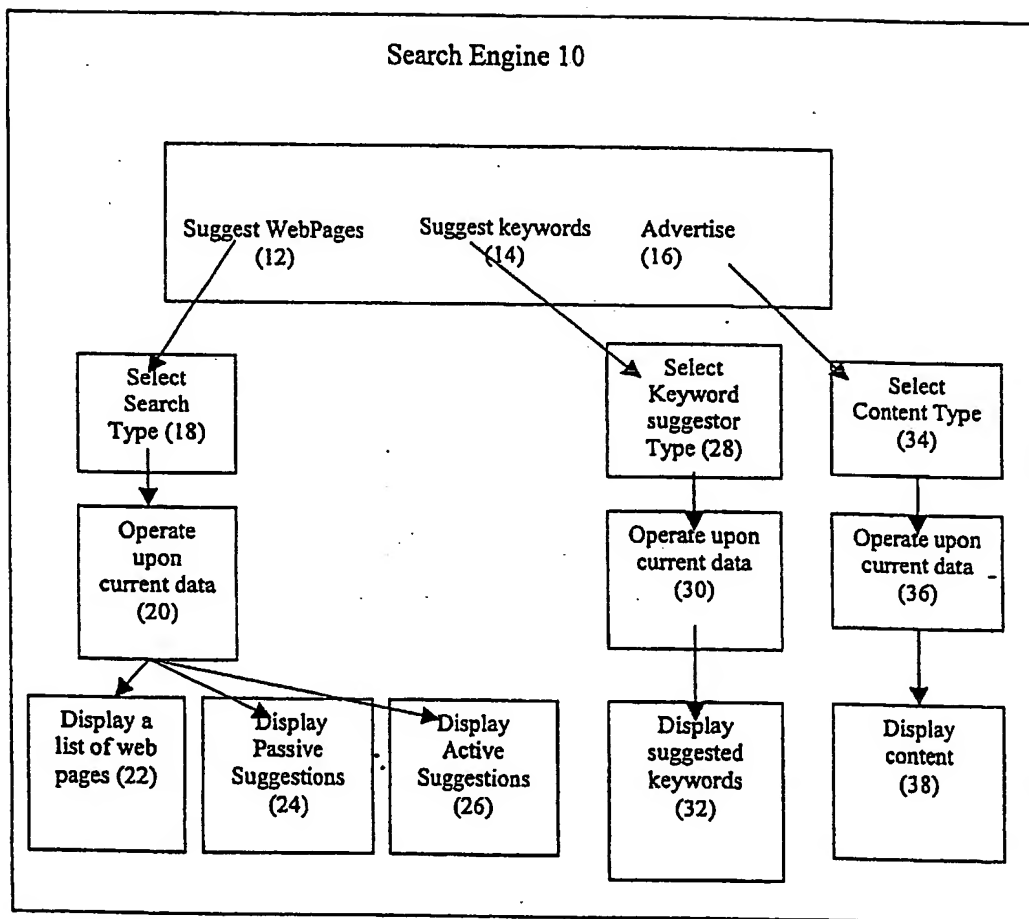 Search Engine 10
Suggest WebPages
(12)
Suggest keywords
(14)
Advertise
(16)
Select
Search
Type (18)
Select
Keyword
suggestor
Type (28)
Select
Content Type
(34)
Operate
upon
current data
(20)
Operate upon
current data
(30)
Operate upon
current data
(36)
Display a
list of web
pages (22)
Display
Passive
Suggestions
(24)
Display
Active
Suggestions
(26)
Display
suggested
keywords
(32)
Display
content
(38)